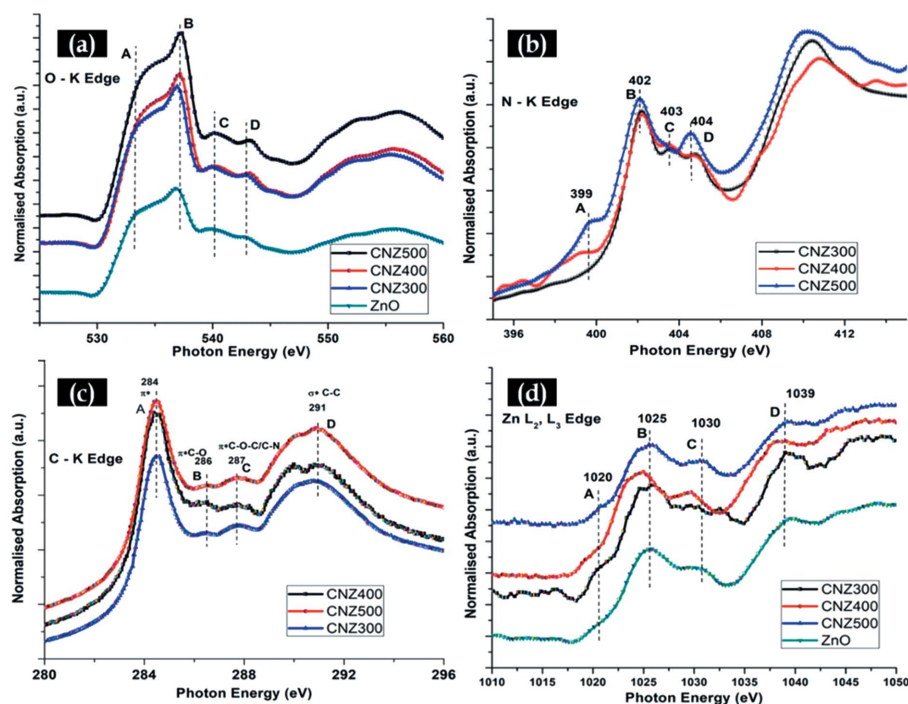 (a)
O - K Edge
A
B
C
D
Normalised Absorption (a.u.)
CNZ500
CNZ400
CNZ300
ZnO
530 540 550 560
Photon Energy (eV)
(b)
N - K Edge
399
A
402
B
403
C
404
D
Normalised Absorption (a.u.)
CNZ300
CNZ400
CNZ500
396 400 404 408 412
Photon Energy (eV)
(c)
C - K Edge
284
π*
A
π*C-O
286
B
π*C-O-C/C-N
287
C
σ* C-C
291
D
Normalised Absorption (a.u.)
CNZ400
CNZ500
CNZ300
280 284 288 292 296
Photon Energy (eV)
(d)
Zn L2, L3 Edge
1020
A
1025
B
1030
C
1039
D
Normalised Absorption (a.u.)
CNZ300
CNZ400
CNZ500
ZnO
1010 1015 1020 1025 1030 1035 1040 1045 1050
Photon Energy (eV)